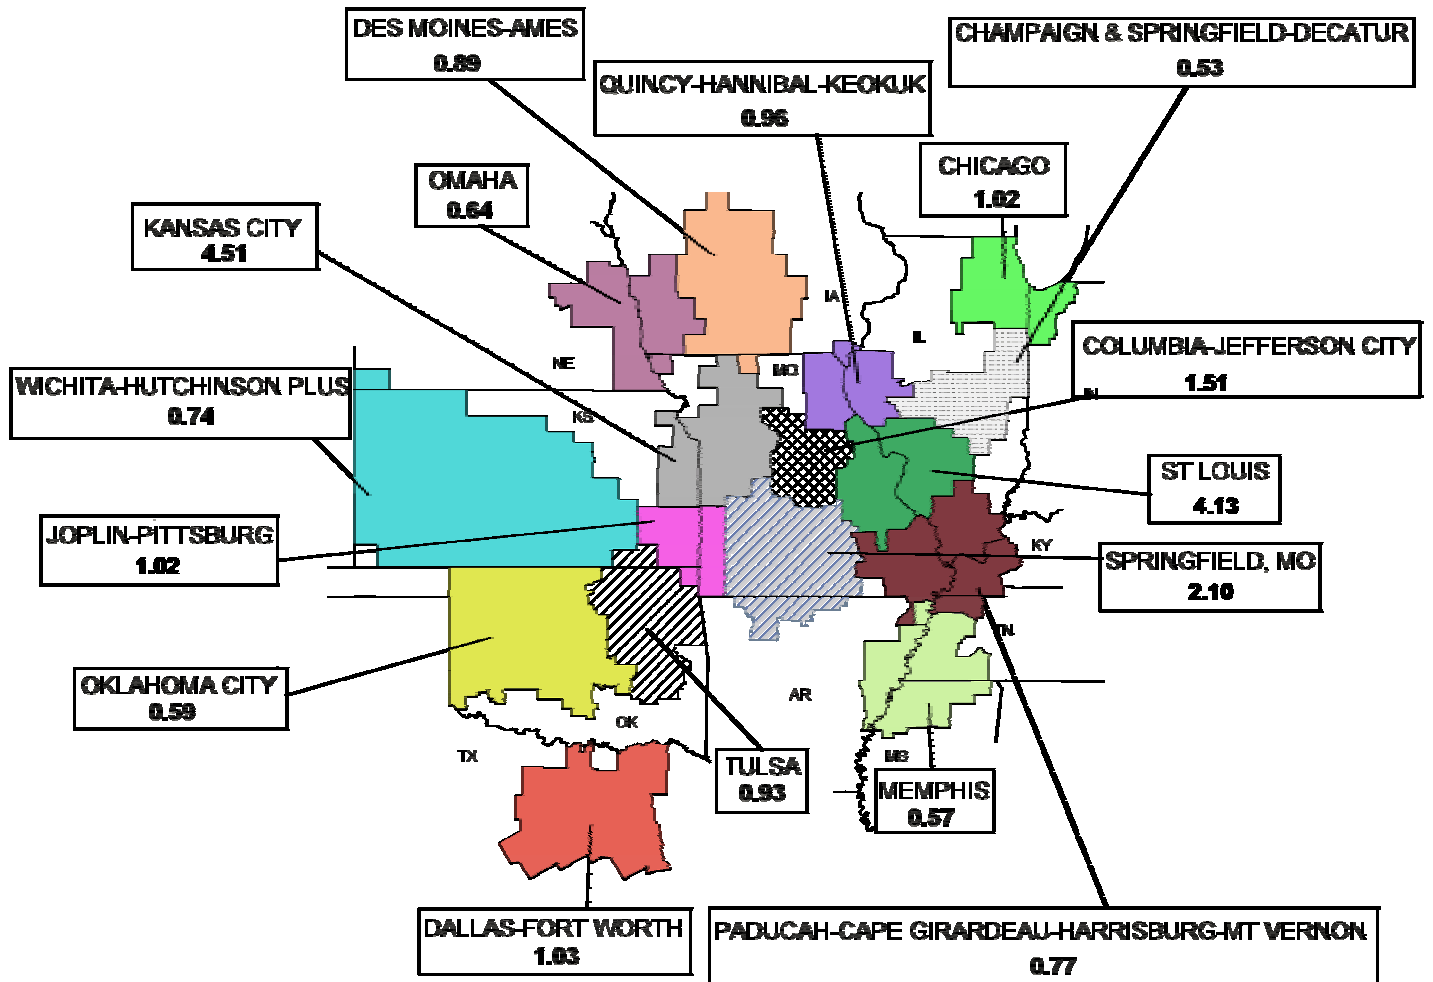 DES MOINES-AMES
0.89
CHAMPAIGN & SPRINGFIELD-DECATUR
0.53
QUINCY-HANNIBAL-KEOKUK
0.96
CHICAGO
1.02
OMAHA
0.64
KANSAS CITY
4.51
IA
IL
NE
MO
COLUMBIA-JEFFERSON CITY
1.51
IN
WICHITA-HUTCHINSON PLUS
0.74
KS
ST LOUIS
4.13
JOPLIN-PITTSBURG
1.02
KY
SPRINGFIELD, MO
2.10
TN
OKLAHOMA CITY
0.59
AR
OK
TX
MS
TULSA
0.93
MEMPHIS
0.57
DALLAS-FORT WORTH
1.03
PADUCAH-CAPE GIRARDEAU-HARRISBURG-MT VERNON
0.77